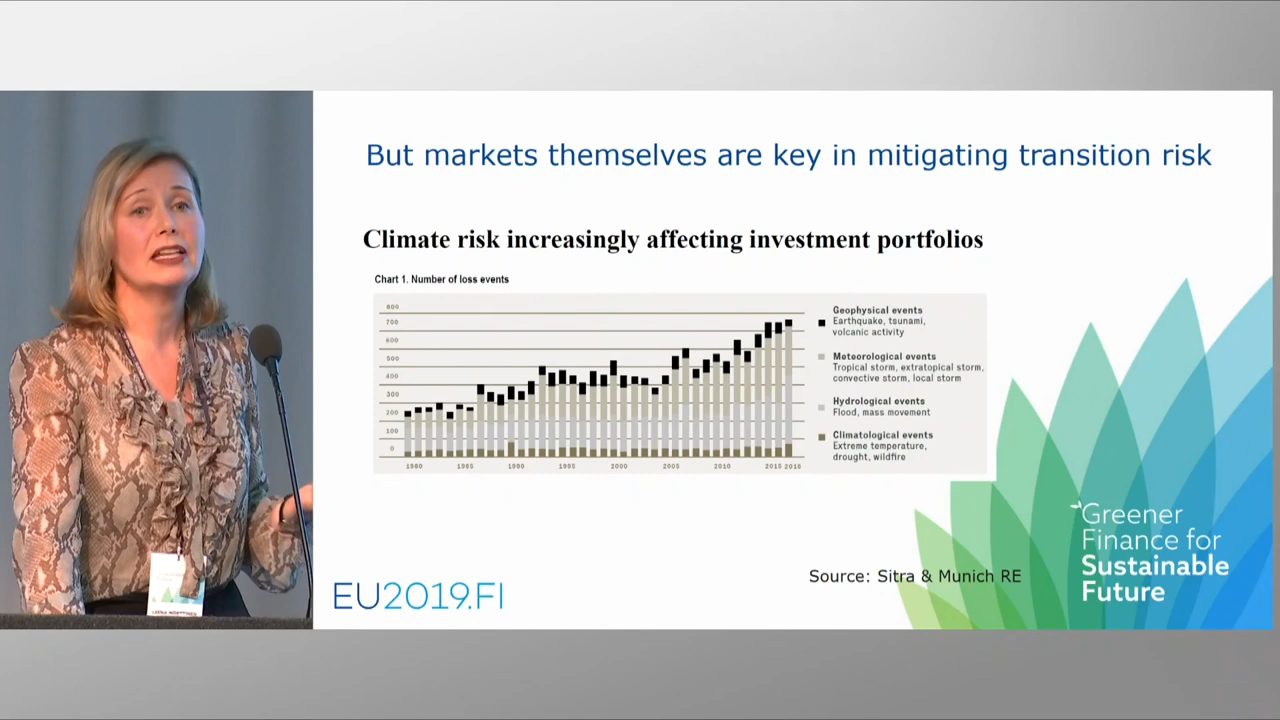 But markets themselves are key in mitigating transition risk
Climate risk increasingly affecting investment portfolios
Chart 1. Number of loss events
800
700
600
500
400
300
200
100
0
1980
1985
1990
1995
2000
2005
2010
2015
2018
Geophysical events
Earthquake, tsunami,
volcanic activity
Meteorological events
Tropical storm, extratopical storm,
convective storm, local storm
Hydrological events
Flood, mass movement
Climatological events
Extreme temperature,
drought, wildfire
Source: Sitra & Munich RE
EU2019.FI
Greener
Finance for
Sustainable
Future